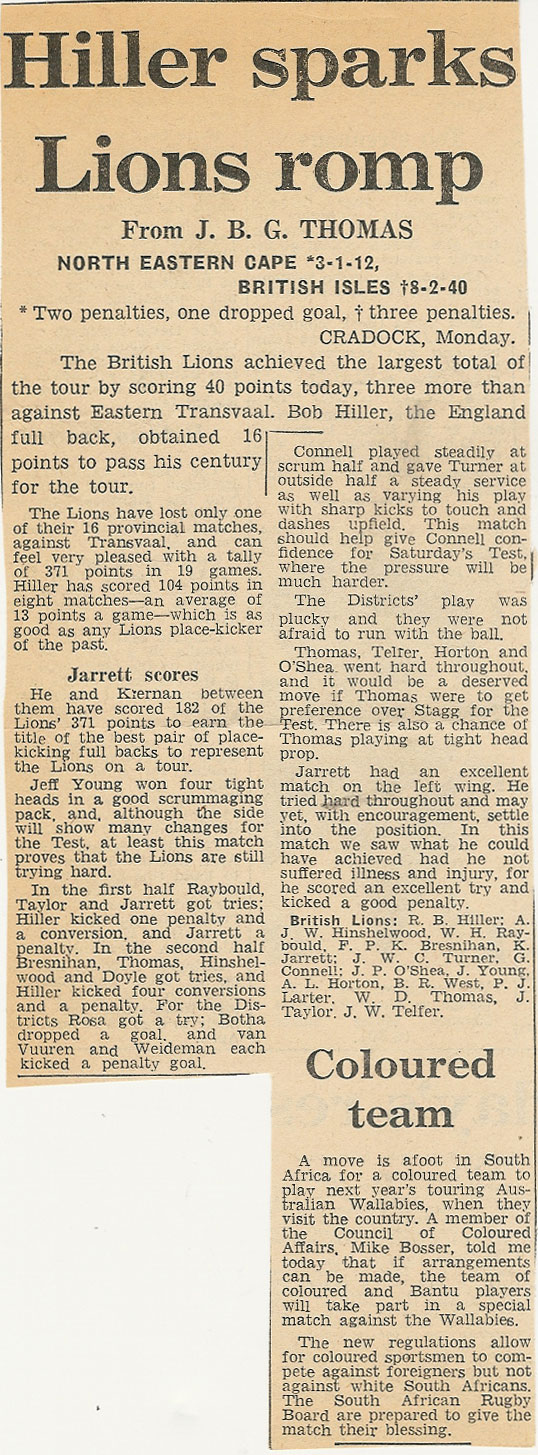 Hiller sparks
Lions romp
From J. B. G. THOMAS
NORTH EASTERN CAPE *3-1-12,
BRITISH ISLES †8-2-40
* Two penalties, one dropped goal, † three penalties.
CRADOCK, Monday.
The British Lions achieved the largest total of
the tour by scoring 40 points today, three more than
against Eastern Transvaal. Bob Hiller, the England
full back, obtained 16
points to pass his century
for the tour.
The Lions have lost only one
of their 16 provincial matches,
against Transvaal, and can
feel very pleased with a tally
of 371 points in 19 games.
Hiller has scored 104 points in
eight matches—an average of
13 points a game—which is as
good as any Lions place-kicker
of the past.
Jarrett scores
He and Kiernan between
them have scored 182 of the
Lions' 371 points to earn the
title of the best pair of place-
kicking full backs to represent
the Lions on a tour.
Jeff Young won four tight
heads in a good scrummaging
pack, and, although the side
will show many changes for
the Test, at least this match
proves that the Lions are still
trying hard.
In the first half Raybould,
Taylor and Jarrett got tries;
Hiller kicked one penalty and
a conversion, and Jarrett a
penalty. In the second half
Bresnihan, Thomas, Hinshel-
wood and Doyle got tries, and
Hiller kicked four conversions
and a penalty. For the Dis-
tricts Rosa got a try; Botha
dropped a goal, and van
Vuuren and Weideman each
kicked a penalty goal.
Connell played steadily at
scrum half and gave Turner at
outside half a steady service
as well as varying his play
with sharp kicks to touch and
dashes upfield. This match
should help give Connell con-
fidence for Saturday's Test,
where the pressure will be
much harder.
The Districts' play was
plucky and they were not
afraid to run with the ball.
Thomas, Telfer, Horton and
O'Shea went hard throughout,
and it would be a deserved
move if Thomas were to get
preference over Stagg for the
Test. There is also a chance of
Thomas playing at tight head
prop.
Jarrett had an excellent
match on the left wing. He
tried hard throughout and may
yet, with encouragement, settle
into the position. In this
match we saw what he could
have achieved had he not
suffered illness and injury, for
he scored an excellent try and
kicked a good penalty.
British Lions: R. B. Hiller; A.
J. W. Hinshelwood, W. H. Ray-
bould, F. P. K. Bresnihan, K.
Jarrett; J. W. C. Turner, G.
Connell; J. P. O'Shea, J. Young,
A. L. Horton, B. R. West, P. J.
Larter, W. D. Thomas, J.
Taylor, J. W. Telfer.
Coloured
team
A move is afoot in South
Africa for a coloured team to
play next year's touring Aus-
tralian Wallabies, when they
visit the country. A member of
the Council of Coloured
Affairs, Mike Bosser, told me
today that if arrangements
can be made, the team of
coloured and Bantu players
will take part in a special
match against the Wallabies.
The new regulations allow
for coloured sportsmen to com-
pete against foreigners but not
against white South Africans.
The South African Rugby
Board are prepared to give the
match their blessing.